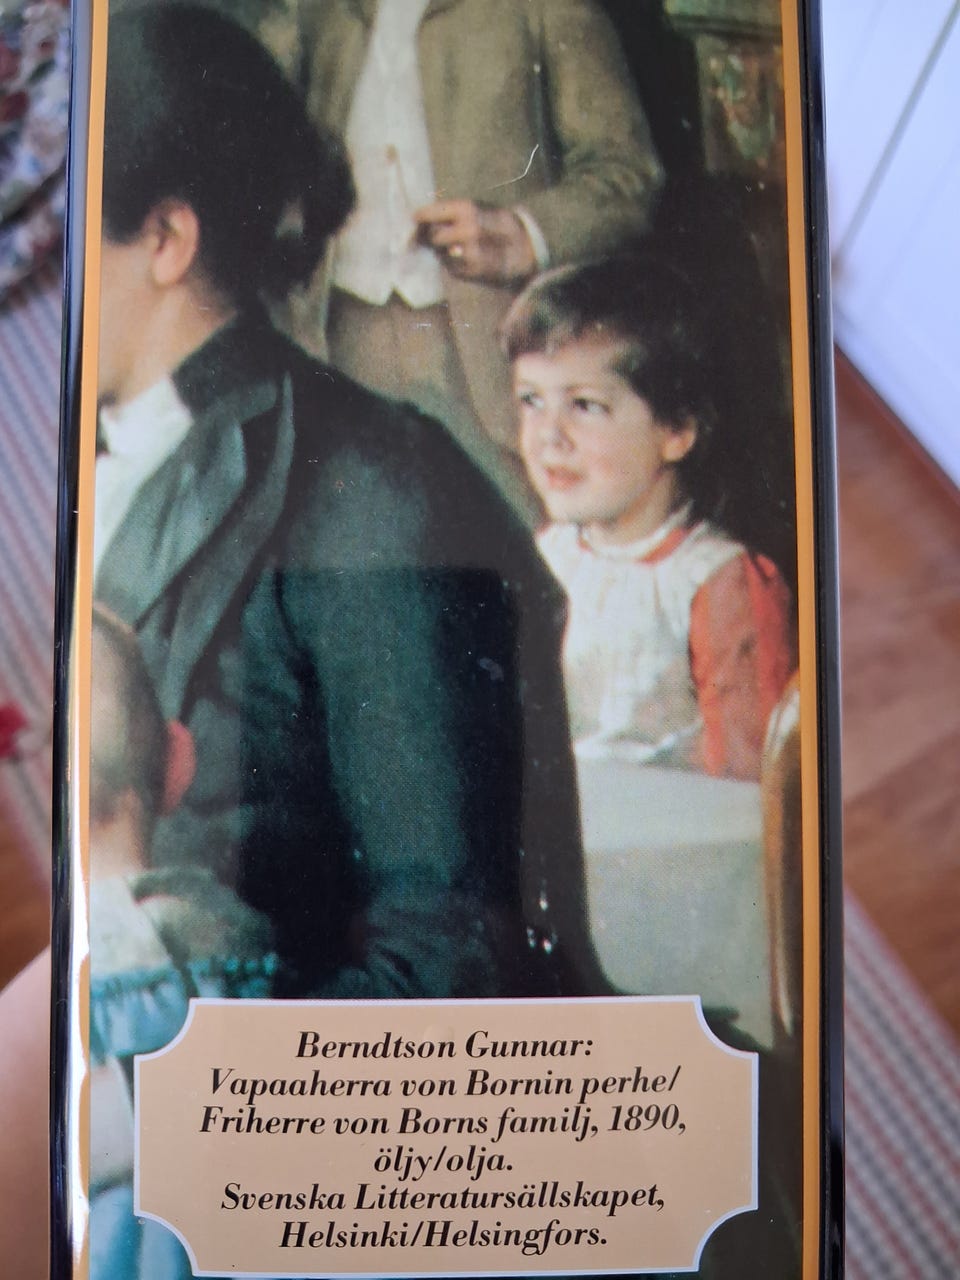 Berndtson Gunnar:
Vapaaherra von Bornin perhe/
Friherre von Borns familj, 1890,
öljy/olja.
Svenska Litteratursällskapet,
Helsinki/Helsingfors.